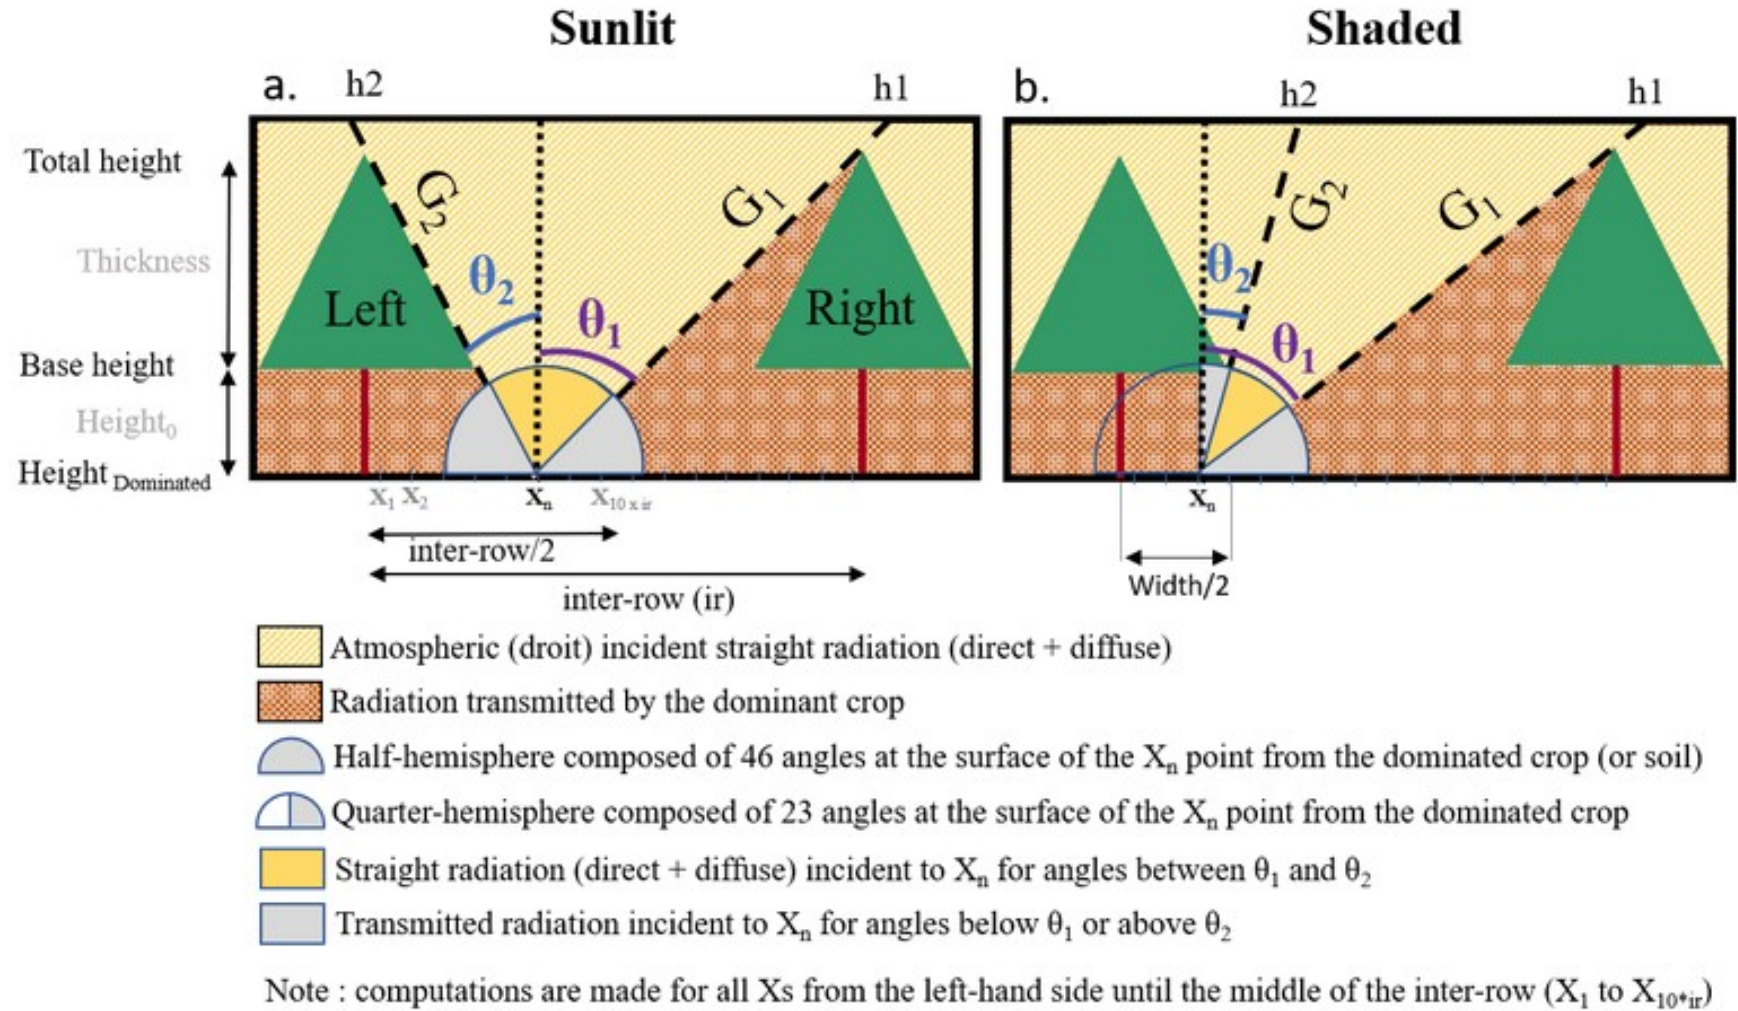 Sunlit
Shaded
a.
h2
h1
b.
h2
h1
Total height
Thickness
Base height
Height0
Height Dominated
G2
G1
θ2
θ1
Left
Right
G2
G1
θ2
θ1
X1 X2
Xn
X10 x ir
Xn
inter-row/2
inter-row (ir)
Width/2
Atmospheric (droit) incident straight radiation (direct + diffuse)
Radiation transmitted by the dominant crop
Half-hemisphere composed of 46 angles at the surface of the Xn point from the dominated crop (or soil)
Quarter-hemisphere composed of 23 angles at the surface of the Xn point from the dominated crop
Straight radiation (direct + diffuse) incident to Xn for angles between θ1 and θ2
Transmitted radiation incident to Xn for angles below θ1 or above θ2
Note : computations are made for all Xs from the left-hand side until the middle of the inter-row (X1 to X10*ir)